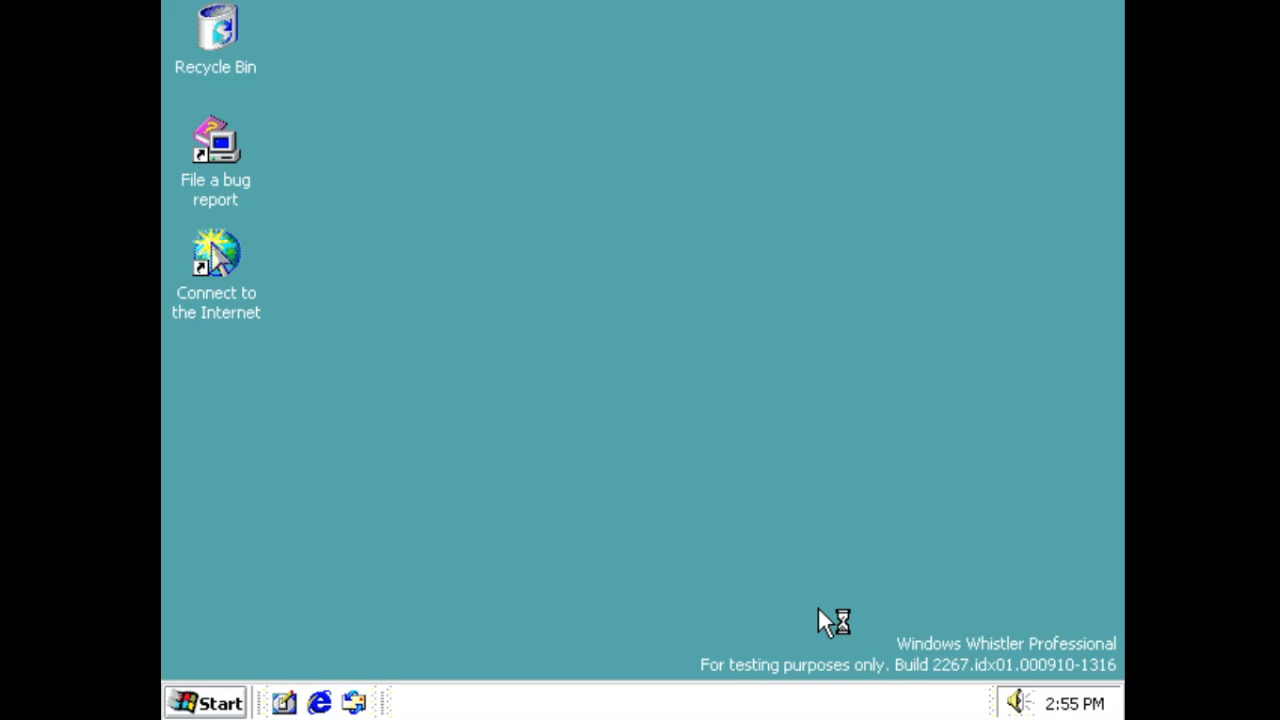 Recycle Bin
File a bug
report
Connect to
the Internet
Windows Whistler Professional
For testing purposes only. Build 2267.idx01.000910-1316
Start
2:55 PM